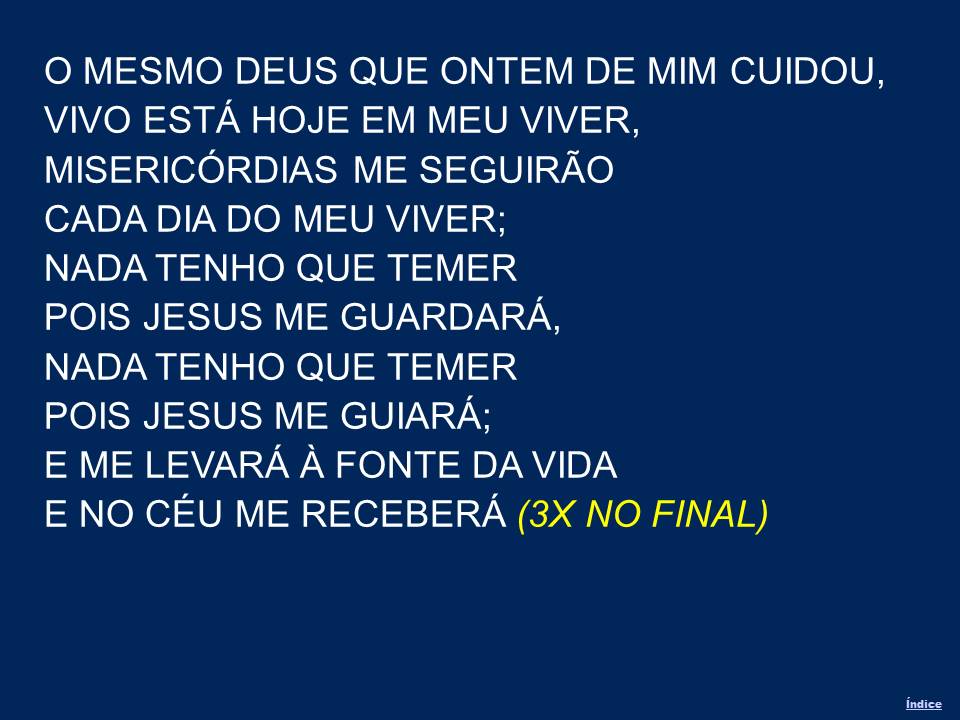 O MESMO DEUS QUE ONTEM DE MIM CUIDOU,
VIVO ESTÁ HOJE EM MEU VIVER,
MISERICÓRDIAS ME SEGUIRÃO
CADA DIA DO MEU VIVER;
NADA TENHO QUE TEMER
POIS JESUS ME GUARDARÁ,
NADA TENHO QUE TEMER
POIS JESUS ME GUIARÁ;
E ME LEVARÁ À FONTE DA VIDA
E NO CÉU ME RECEBERÁ (3X NO FINAL)
Índice